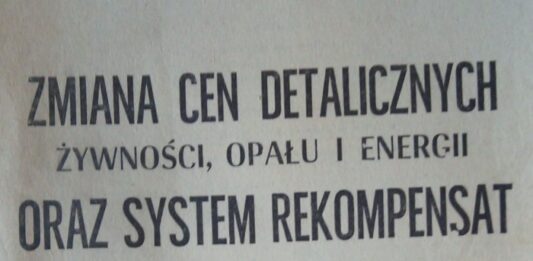 ZMIANA CEN DETALICZNYCH
ŻYWNOŚCI, OPAŁU I ENERGII
ORAZ SYSTEM REKOMPENSAT